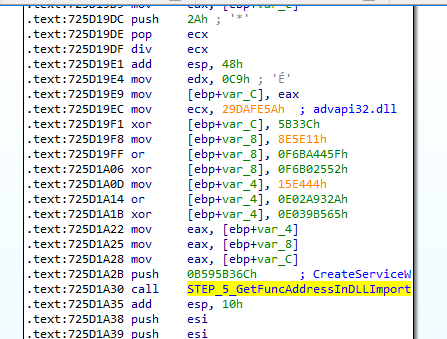 .text:725D19D9 mov eax, [ebp+var_C]
.text:725D19DC push 2Ah ; '*'
.text:725D19DE pop ecx
.text:725D19DF div ecx
.text:725D19E1 add esp, 48h
.text:725D19E4 mov edx, 0C9h ; 'É'
.text:725D19E9 mov [ebp+var_C], eax
.text:725D19EC mov ecx, 29DAFE5Ah ; advapi32.dll
.text:725D19F1 xor [ebp+var_C], 5B33Ch
.text:725D19F8 mov [ebp+var_8], 8E5E11h
.text:725D19FF or [ebp+var_8], 0F6BA445Fh
.text:725D1A06 xor [ebp+var_8], 0F6B02552h
.text:725D1A0D mov [ebp+var_4], 15E444h
.text:725D1A14 or [ebp+var_4], 0E02A932Ah
.text:725D1A1B xor [ebp+var_4], 0E039B565h
.text:725D1A22 mov eax, [ebp+var_4]
.text:725D1A25 mov eax, [ebp+var_8]
.text:725D1A28 mov eax, [ebp+var_C]
.text:725D1A2B push 0B595B36Ch ; CreateServiceW
.text:725D1A30 call STEP_5_GetFuncAddressInDLLImport
.text:725D1A35 add esp, 10h
.text:725D1A38 push esi
.text:725D1A39 push esi